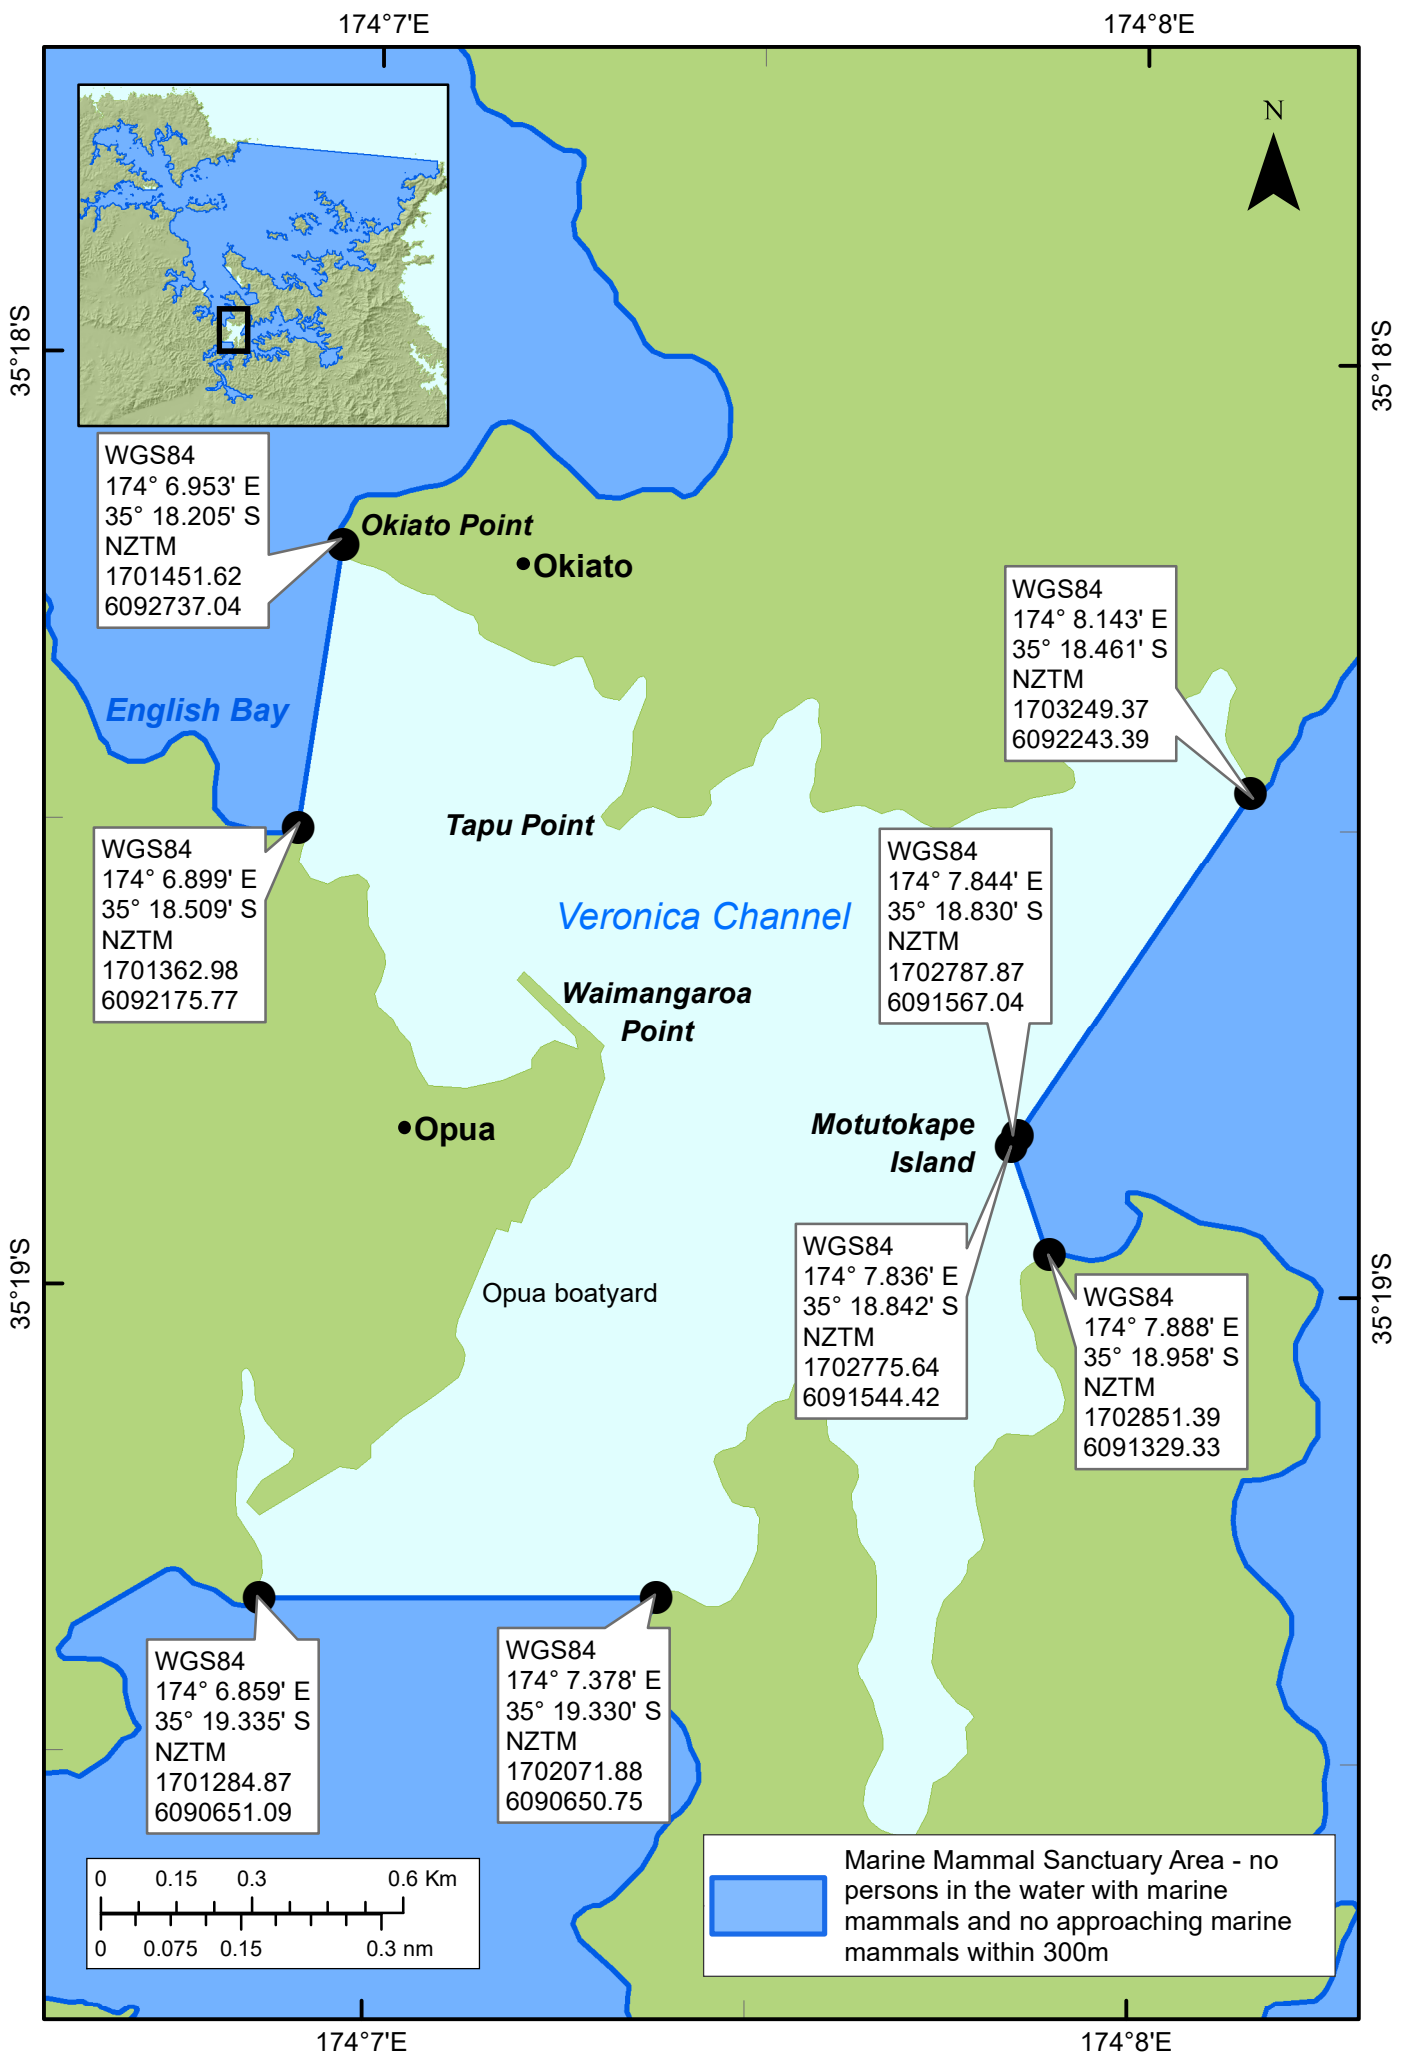 174°7'E
174°8'E
N
35°18'S
35°18'S
WGS84
174° 6.953' E
35° 18.205' S
NZTM
1701451.62
6092737.04
Okiato Point
Okiato
WGS84
174° 8.143' E
35° 18.461' S
NZTM
1703249.37
6092243.39
English Bay
Tapu Point
WGS84
174° 6.899' E
35° 18.509' S
NZTM
1701362.98
6092175.77
WGS84
174° 7.844' E
35° 18.830' S
NZTM
1702787.87
6091567.04
Veronica Channel
Waimangaroa
Point
Opua
Motutokape
Island
WGS84
174° 7.836' E
35° 18.842' S
NZTM
1702775.64
6091544.42
35°19'S
35°19'S
Opua boatyard
WGS84
174° 7.888' E
35° 18.958' S
NZTM
1702851.39
6091329.33
WGS84
174° 6.859' E
35° 19.335' S
NZTM
1701284.87
6090651.09
WGS84
174° 7.378' E
35° 19.330' S
NZTM
1702071.88
6090650.75
0 0.15 0.3 0.6 Km
0 0.075 0.15 0.3 nm
Marine Mammal Sanctuary Area - no
persons in the water with marine
mammals and no approaching marine
mammals within 300m
174°7'E
174°8'E